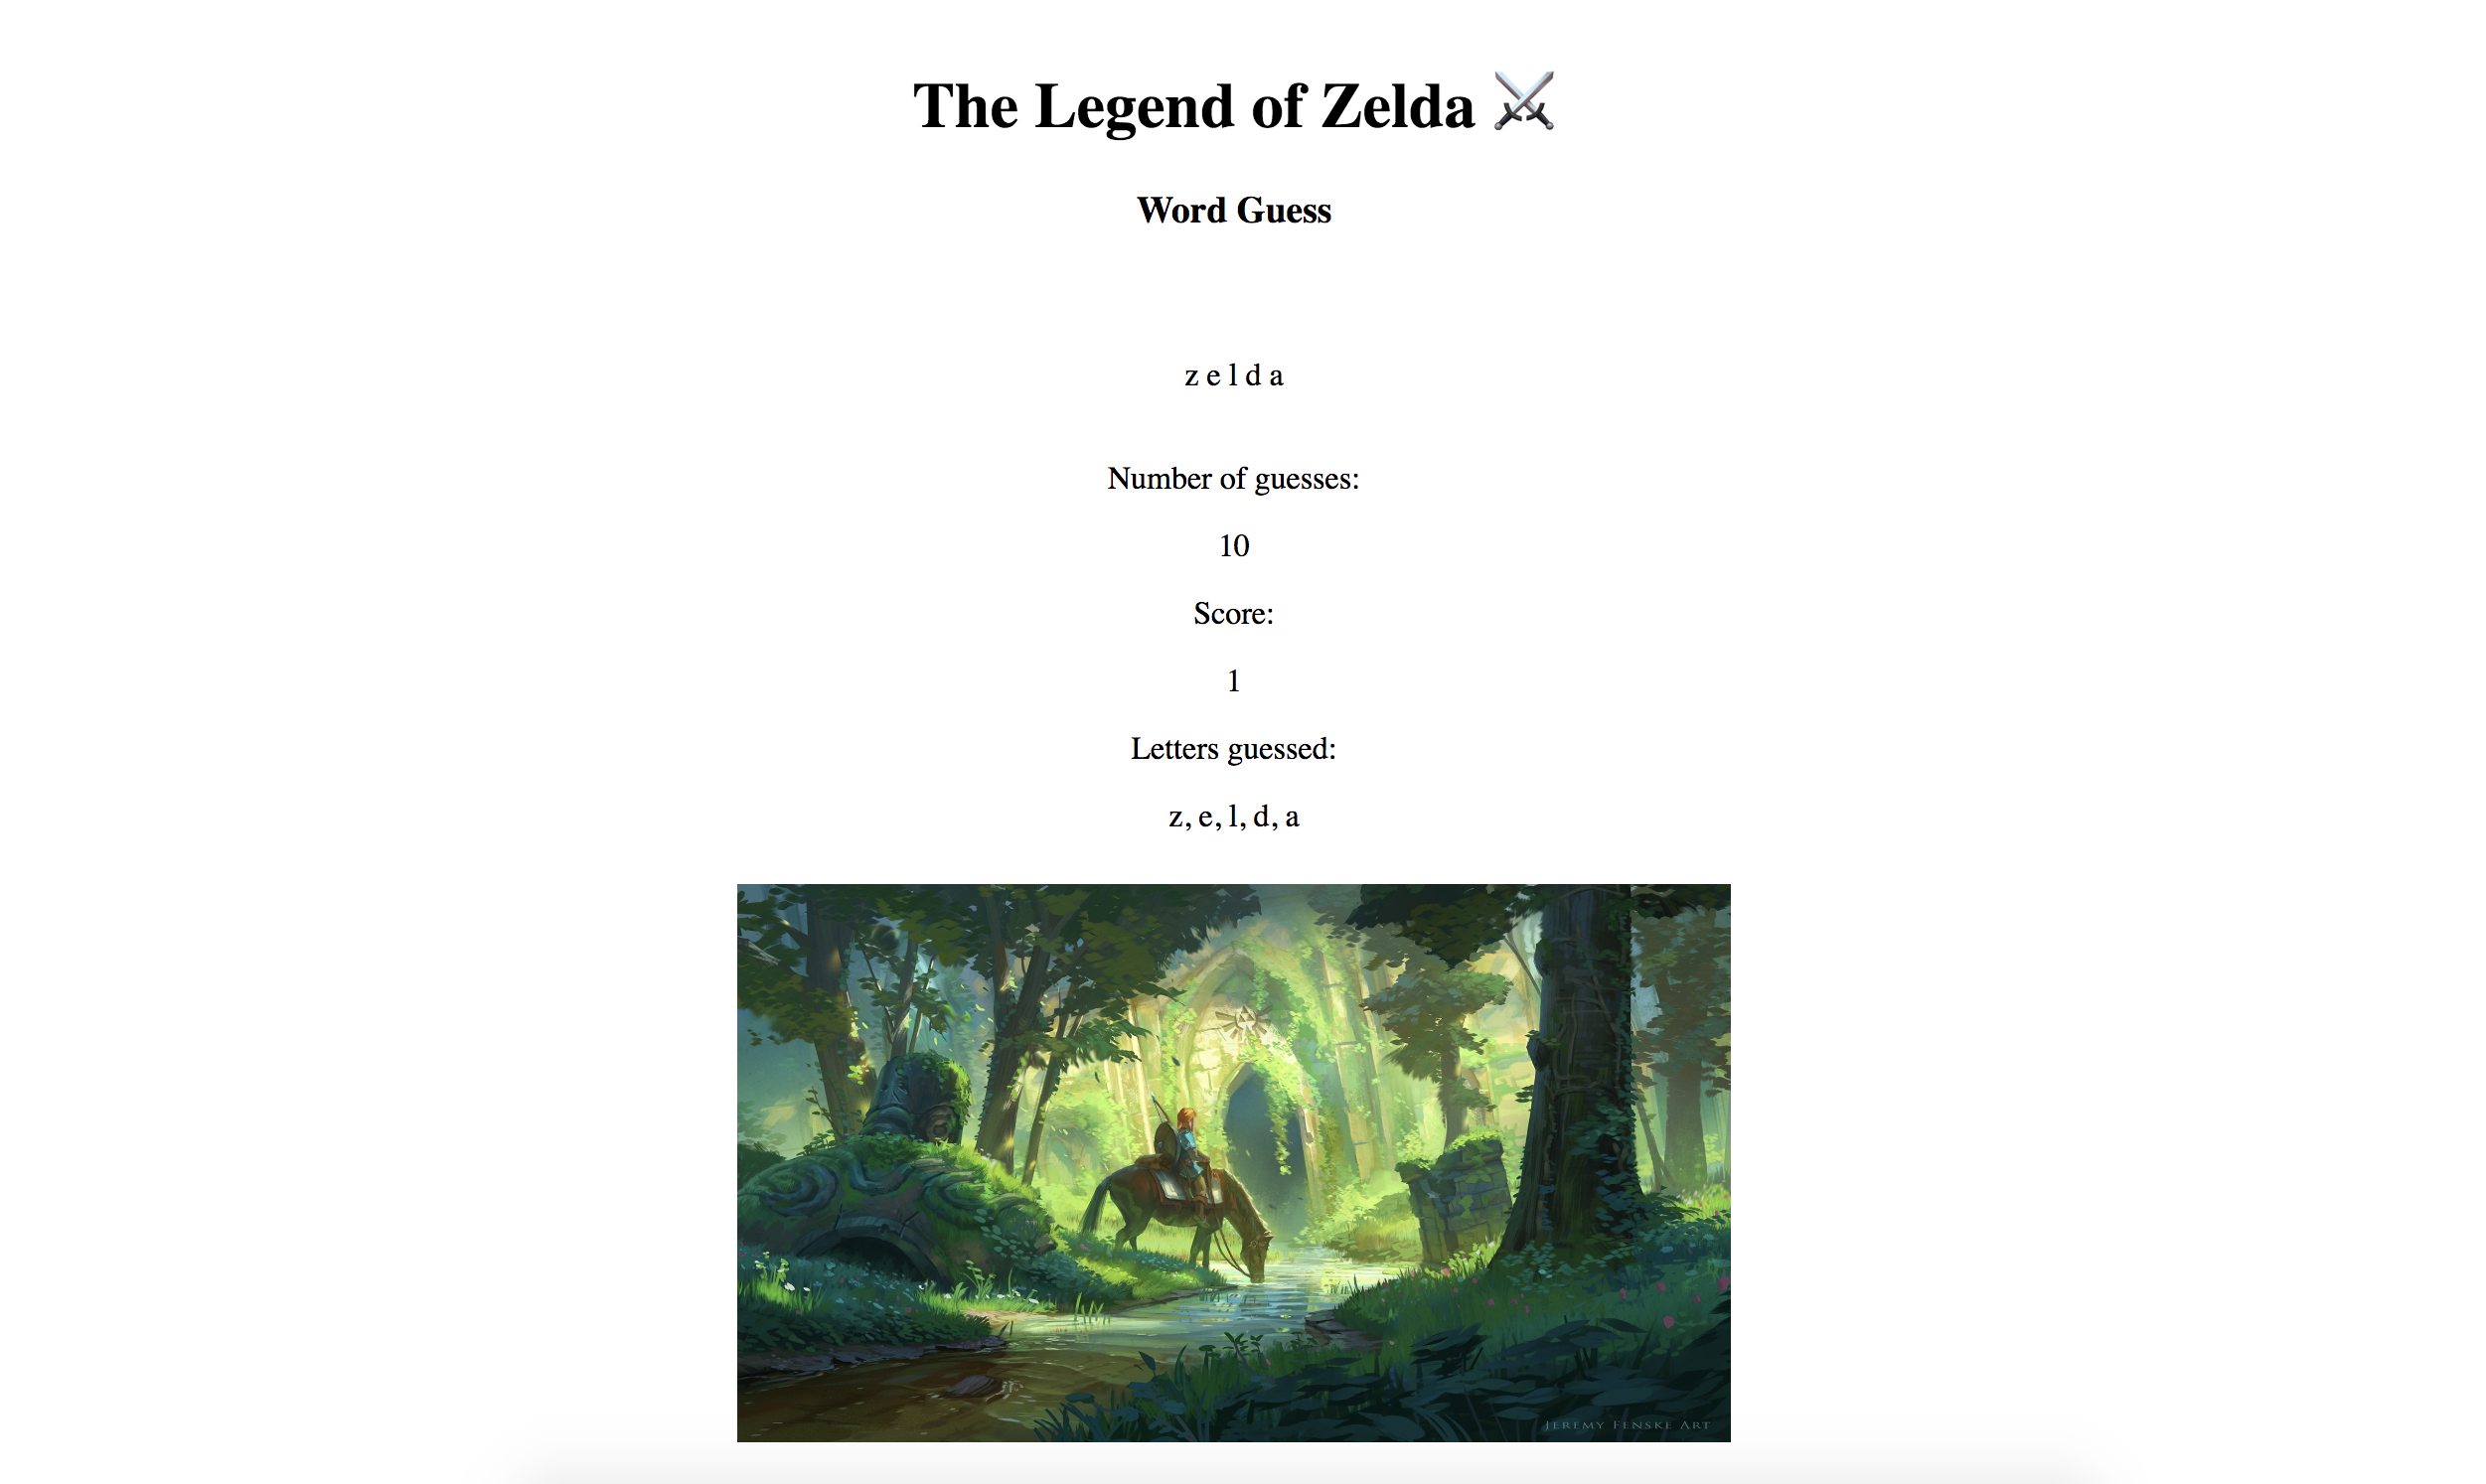 The Legend of Zelda ⚔
Word Guess
z e l d a
Number of guesses:
10
Score:
1
Letters guessed:
z, e, l, d, a
Jeremy Fenske Art